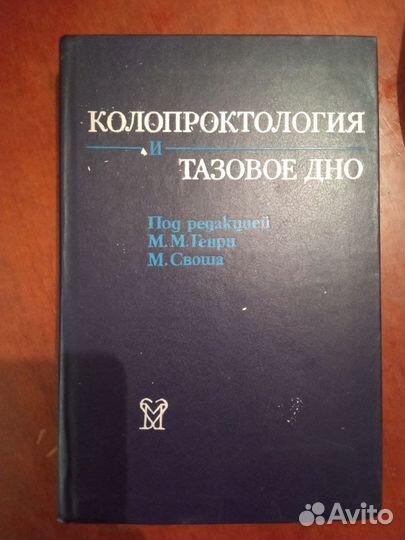 КОЛОПРОКТОЛОГИЯ
И
ТАЗОВОЕ ДНО
Под редакцией
М. М. Генри
М. Своша
Avito